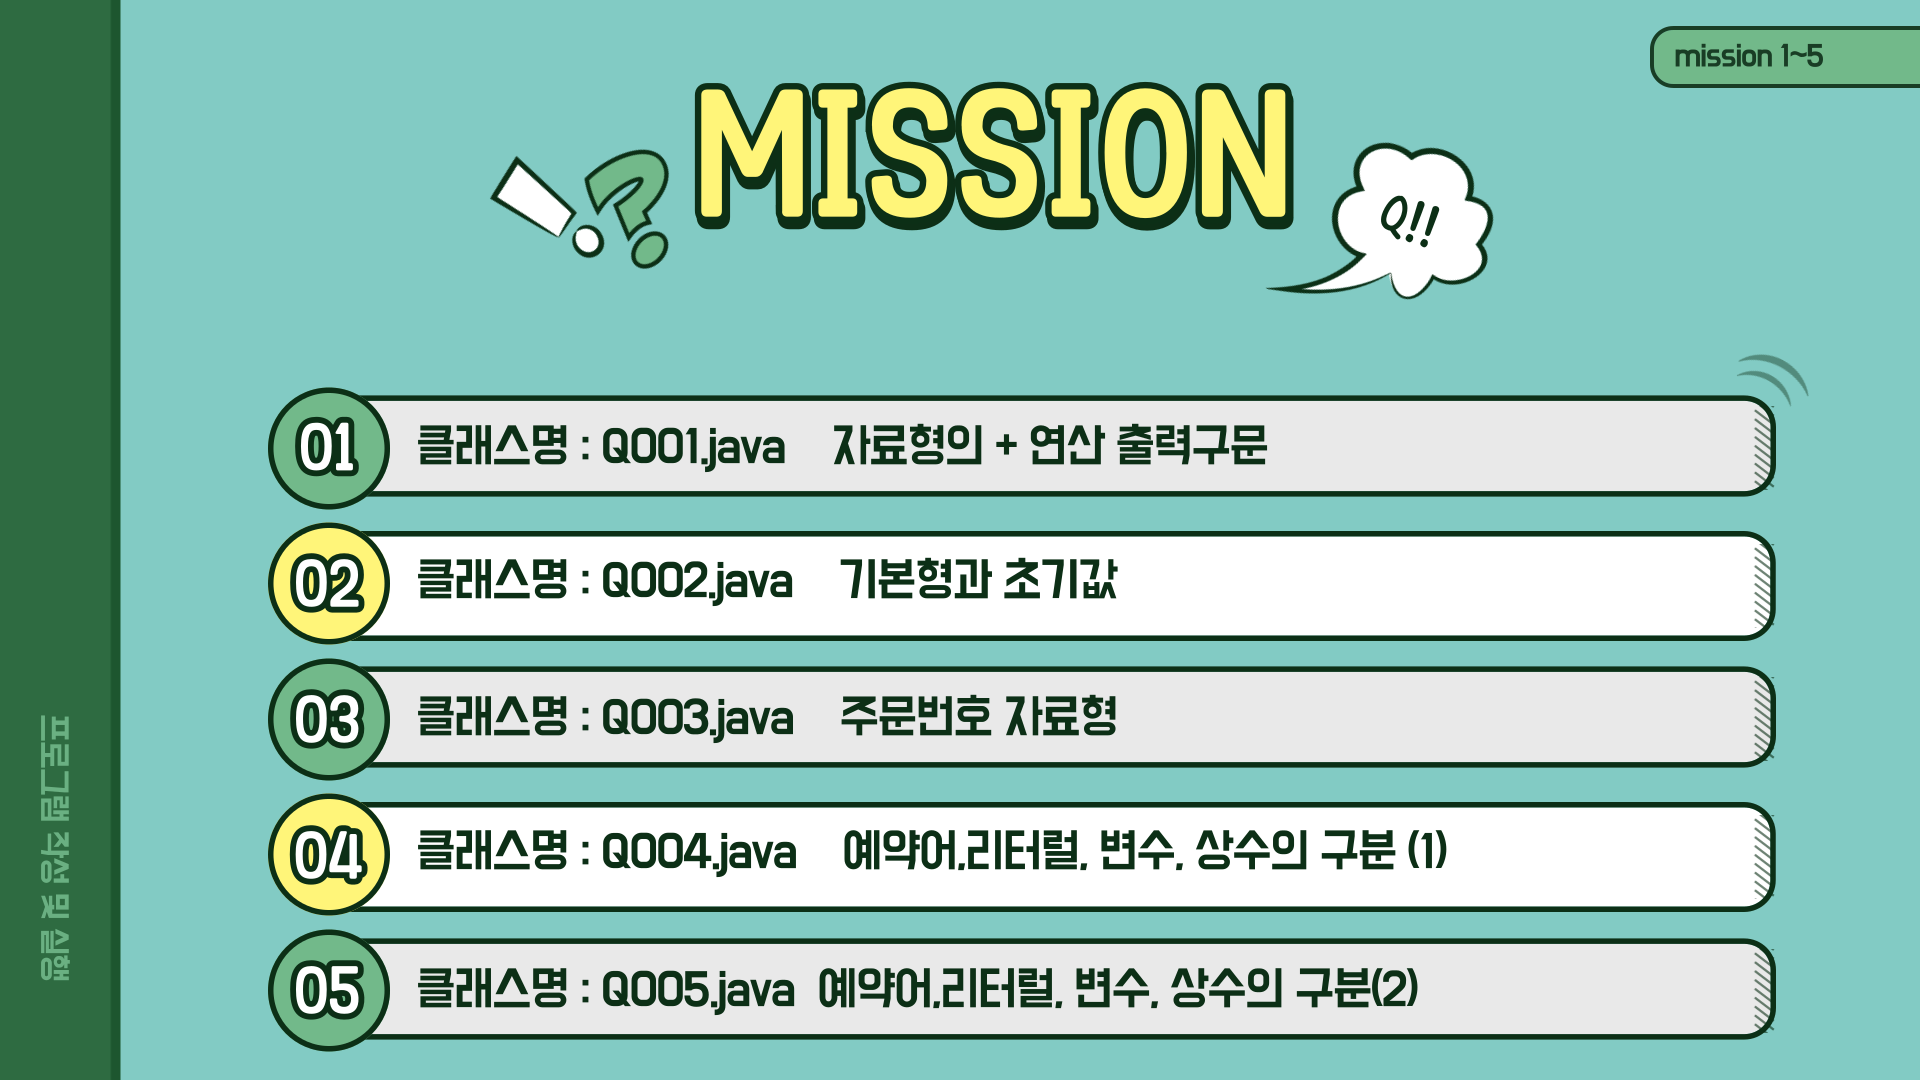 mission 1~5
MISSION
!?
Q!!
01 클래스명 : Q001.java 자료형의 + 연산 출력구문
02 클래스명 : Q002.java 기본형과 초기값
03 클래스명 : Q003.java 주문번호 자료형
04 클래스명 : Q004.java 예약어,리터럴, 변수, 상수의 구분 (1)
05 클래스명 : Q005.java 예약어,리터럴, 변수, 상수의 구분(2)
프로그램 작성 및 실행